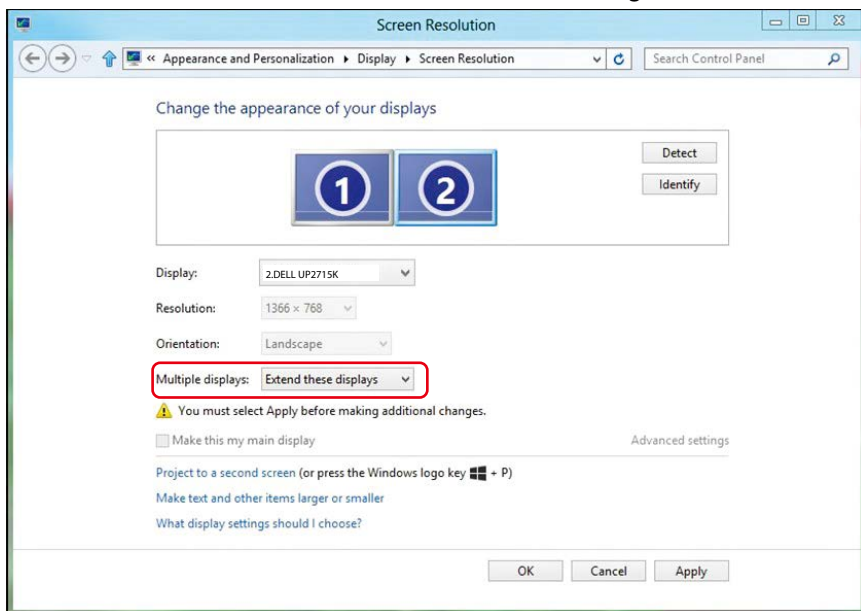 Screen Resolution
« Appearance and Personalization ▸ Display ▸ Screen Resolution
Search Control Panel
Change the appearance of your displays
1
2
Detect
Identify
Display: 2.DELL UP2715K
Resolution: 1366 × 768
Orientation: Landscape
Multiple displays: Extend these displays
You must select Apply before making additional changes.
Make this my main display
Advanced settings
Project to a second screen (or press the Windows logo key + P)
Make text and other items larger or smaller
What display settings should I choose?
OK
Cancel
Apply